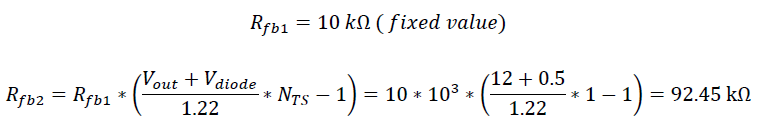 R_fb1 = 10 kΩ ( fixed value)
R_fb2 = R_fb1 * ((V_out + V_diode)/1.22 * N_TS − 1) = 10 * 10^3 * ((12 + 0.5)/1.22 * 1 − 1) = 92.45 kΩ